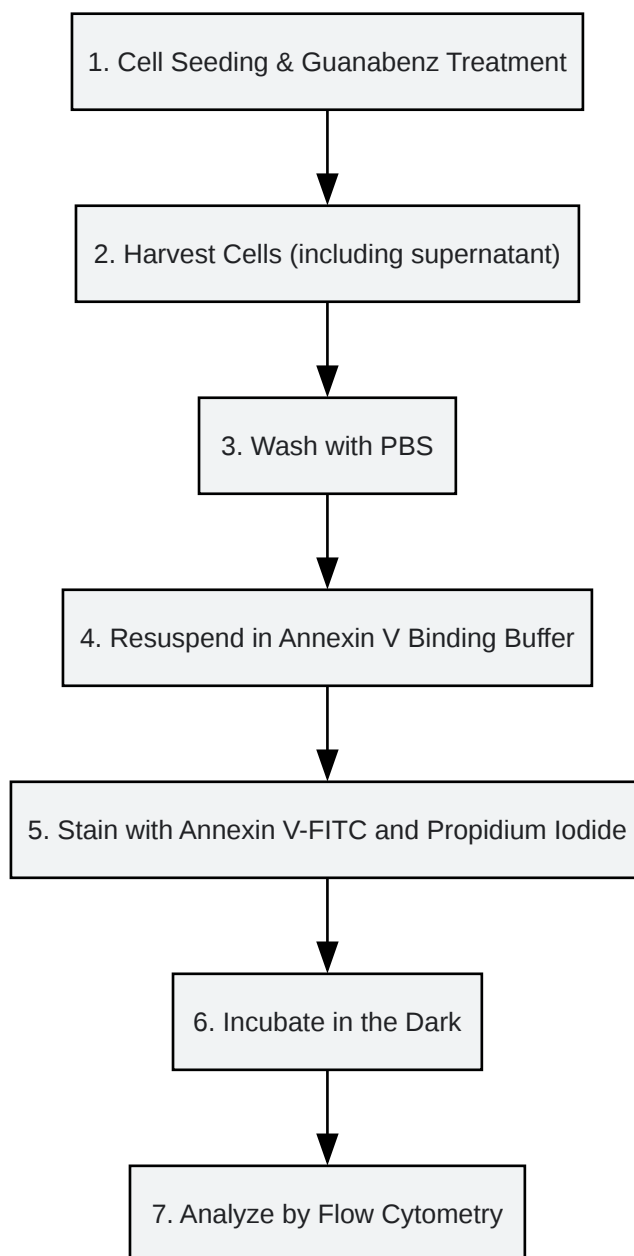 1. Cell Seeding & Guanabenz Treatment
2. Harvest Cells (including supernatant)
3. Wash with PBS
4. Resuspend in Annexin V Binding Buffer
5. Stain with Annexin V-FITC and Propidium Iodide
6. Incubate in the Dark
7. Analyze by Flow Cytometry